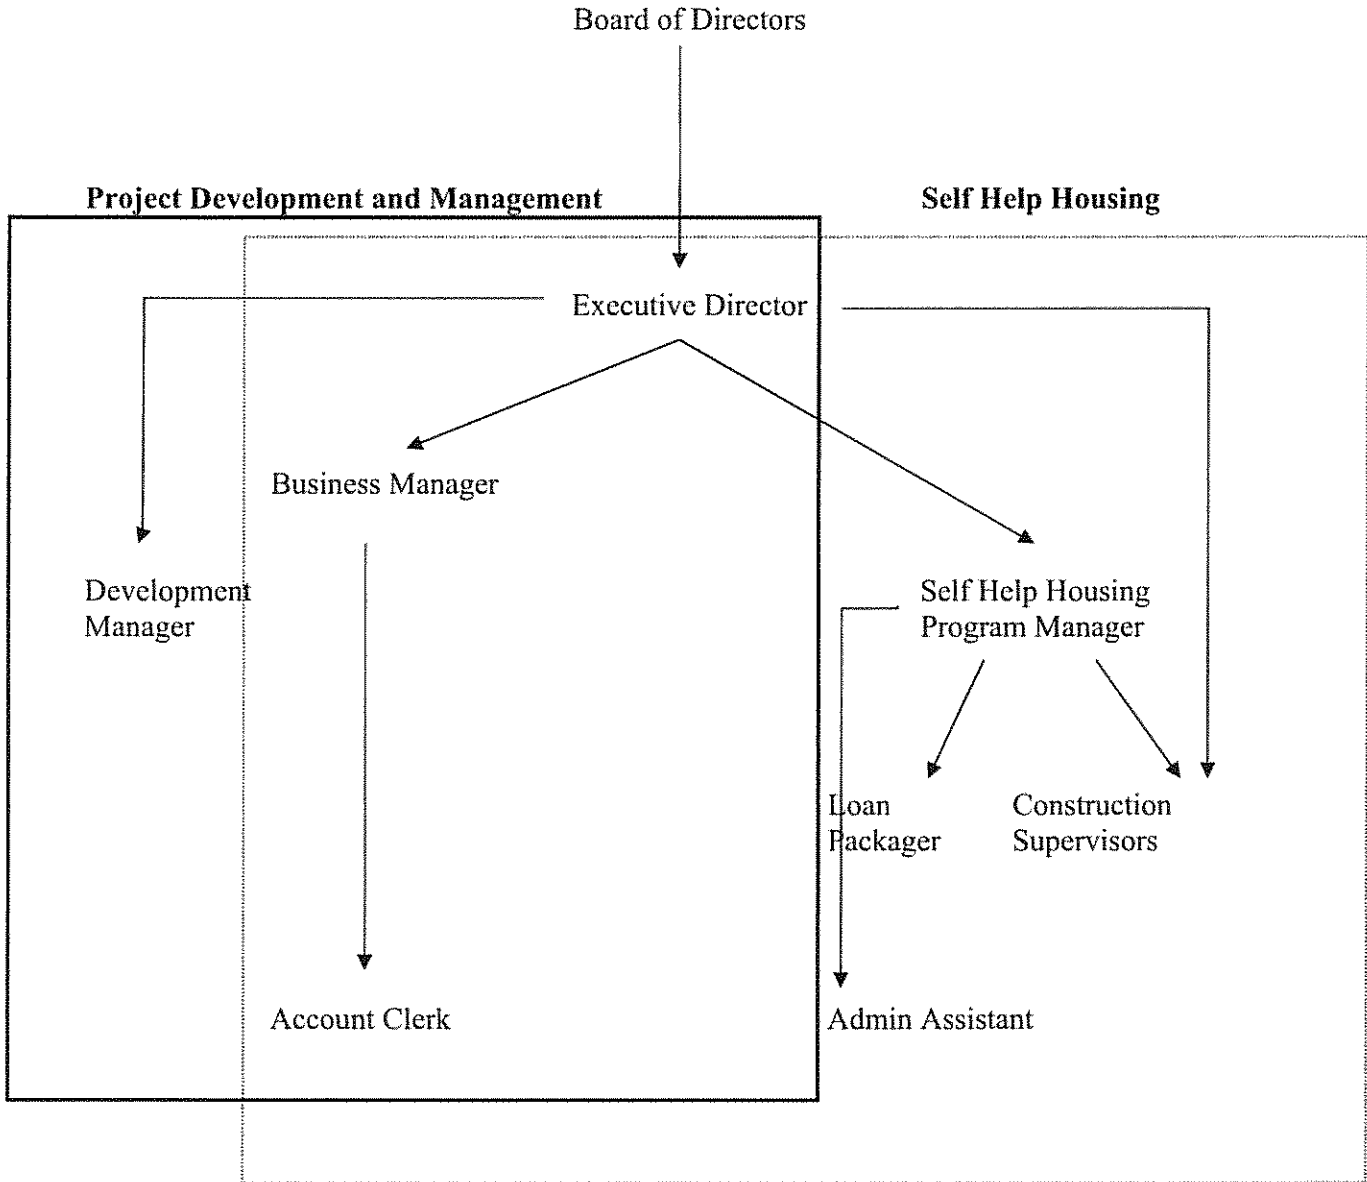 Board of Directors
Project Development and Management
Self Help Housing
Executive Director
Business Manager
Development
Manager
Self Help Housing
Program Manager
Loan
Packager
Construction
Supervisors
Account Clerk
Admin Assistant